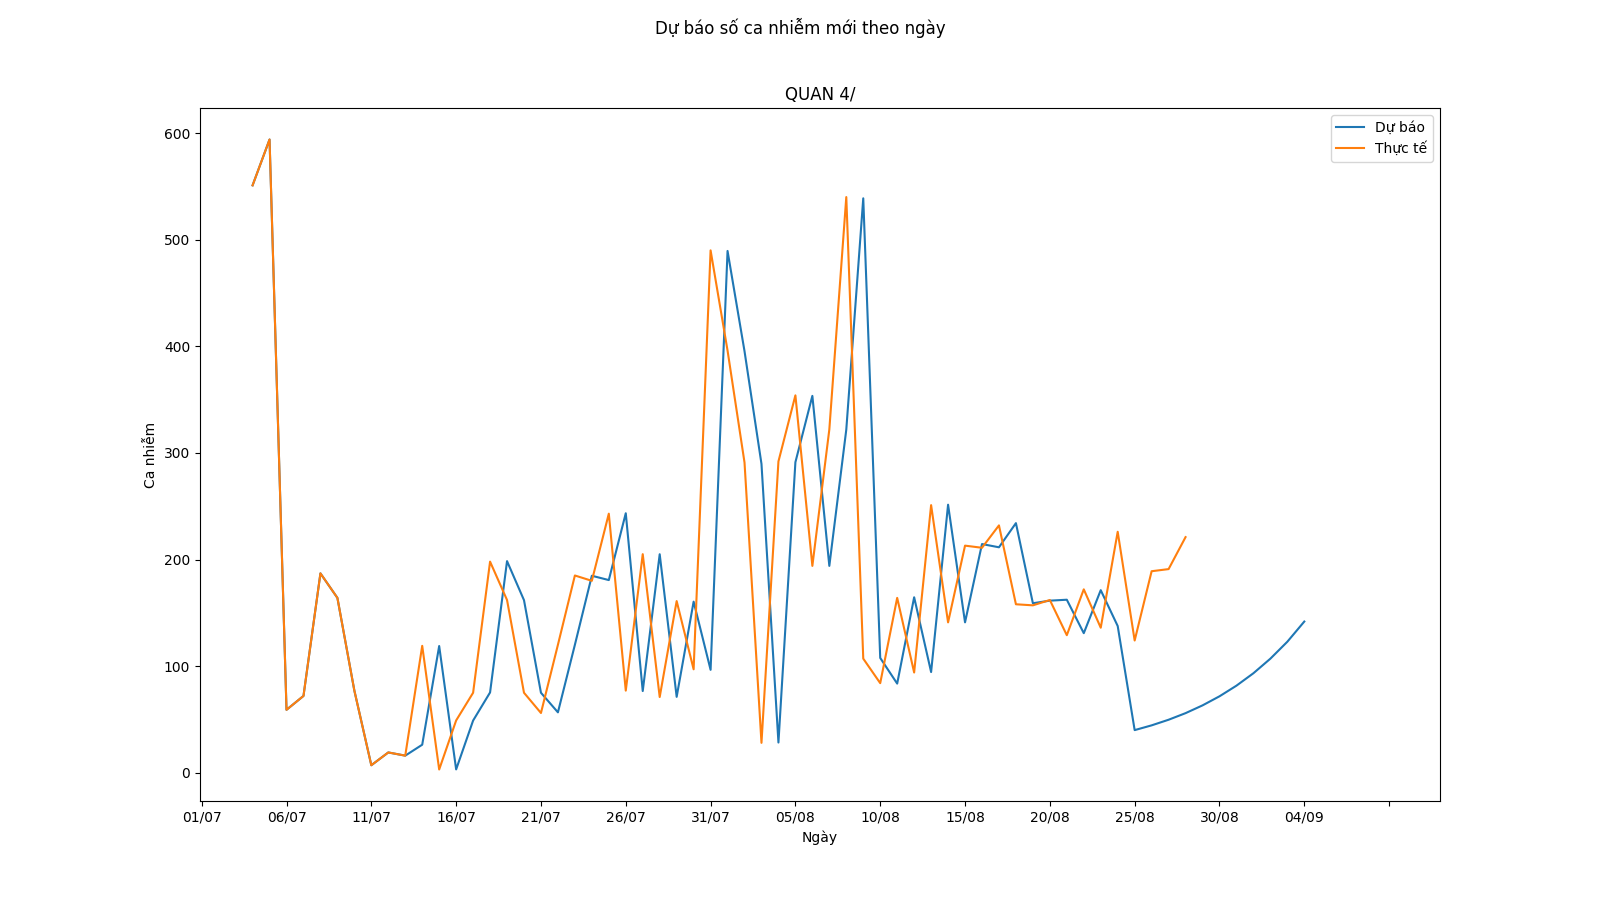 Dự báo số ca nhiễm mới theo ngày
QUAN 4/
Dự báo
Thực tế
600
500
400
300
200
100
0
Ca nhiễm
01/07 06/07 11/07 16/07 21/07 26/07 31/07 05/08 10/08 15/08 20/08 25/08 30/08 04/09
Ngày